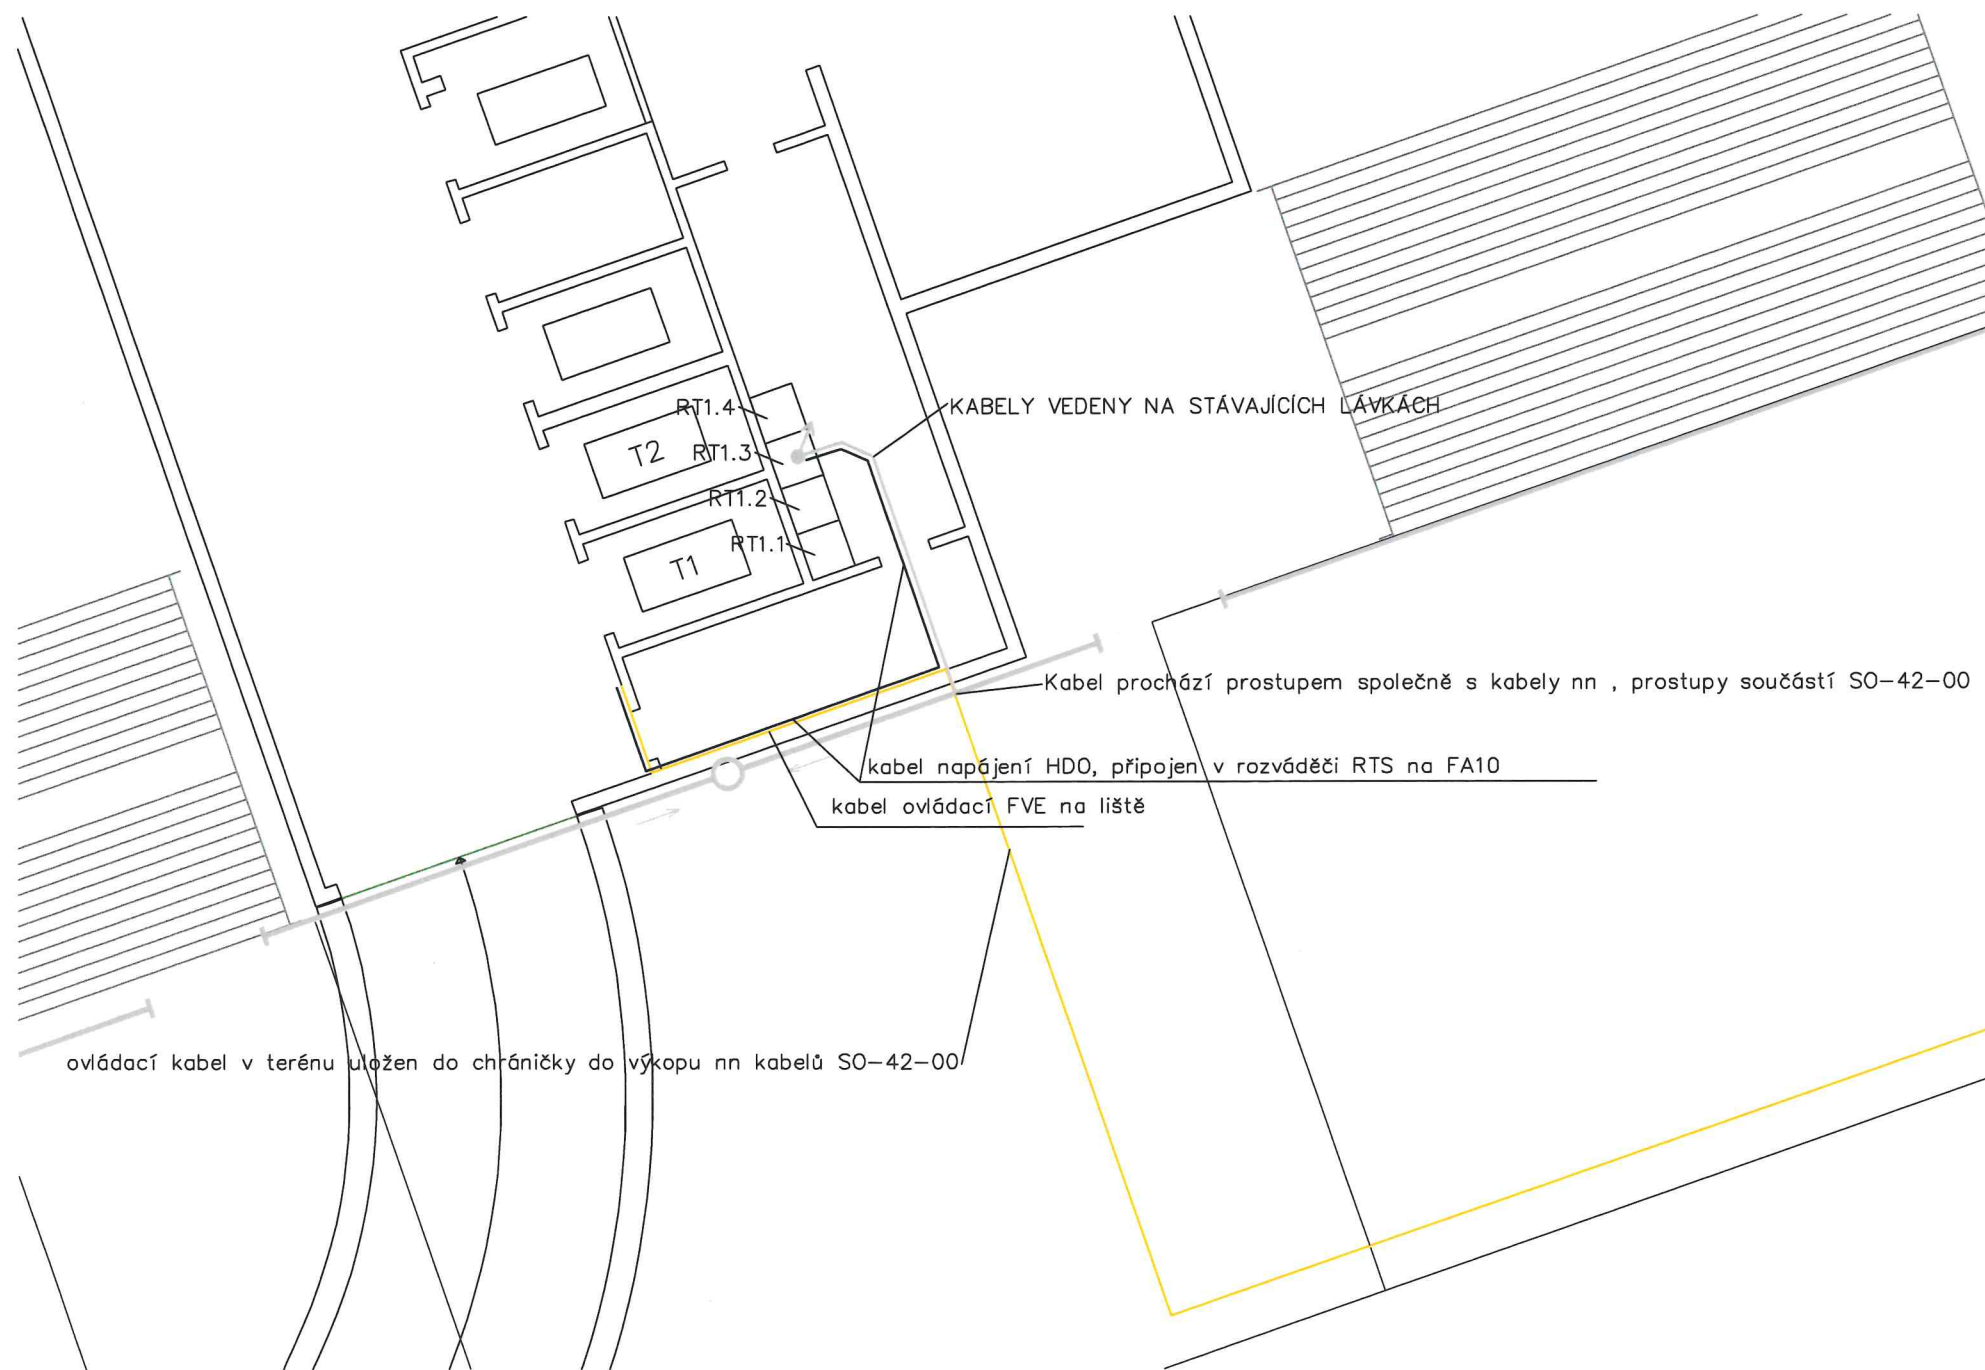 RT1.4
KABELY VEDENY NA STÁVAJÍCÍCH LÁVKÁCH
T2
RT1.3
RT1.2
RT1.1
T1
Kabel prochází prostupem společně s kabely nn , prostupy součástí SO-42-00
kabel napájení HDO, připojen v rozváděči RTS na FA10
kabel ovládací FVE na liště
ovládací kabel v terénu uložen do chráničky do výkopu nn kabelů SO-42-00